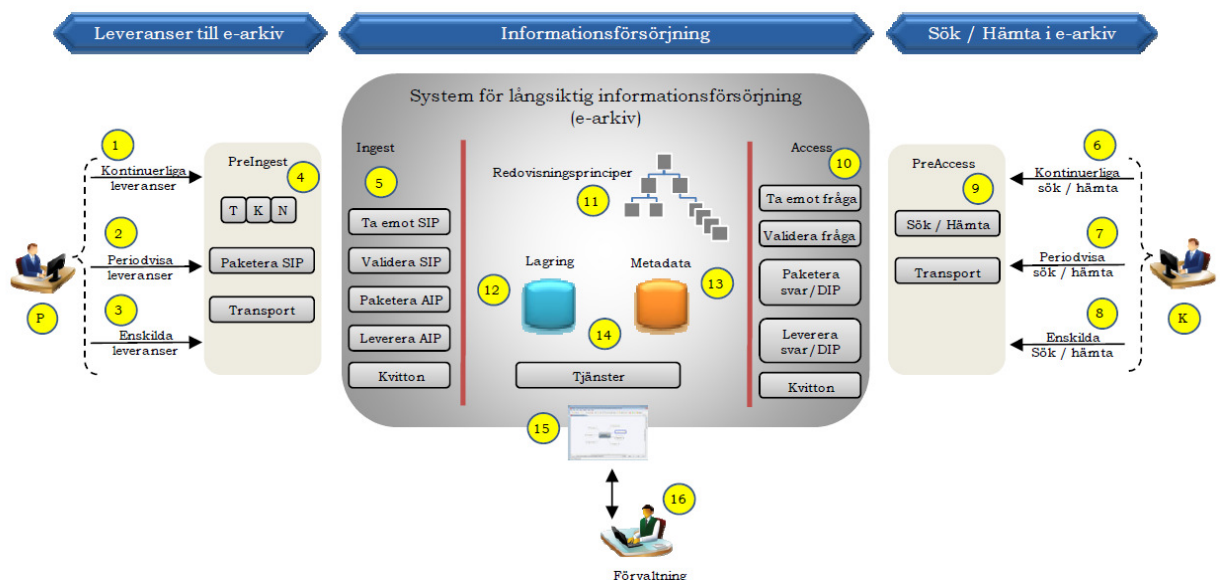 Leveranser till e-arkiv
Informationsförsörjning
Sök / Hämta i e-arkiv
System för långsiktig informationsförsörjning
(e-arkiv)
1
Kontinuerliga
leveranser
2
Periodvisa
leveranser
3
Enskilda
leveranser
P
PreIngest
4
T K N
Paketera SIP
Transport
Ingest
5
Ta emot SIP
Validera SIP
Paketera AIP
Leverera AIP
Kvitton
Redovisningsprinciper
11
Lagring
12
Metadata
13
14
Tjänster
15
16
Förvaltning
Access
10
Ta emot fråga
Validera fråga
Paketera
svar/DIP
Leverera
svar/DIP
Kvitton
PreAccess
9
Sök / Hämta
Transport
6
Kontinuerliga
sök / hämta
7
Periodvisa
sök / hämta
8
Enskilda
Sök / hämta
K